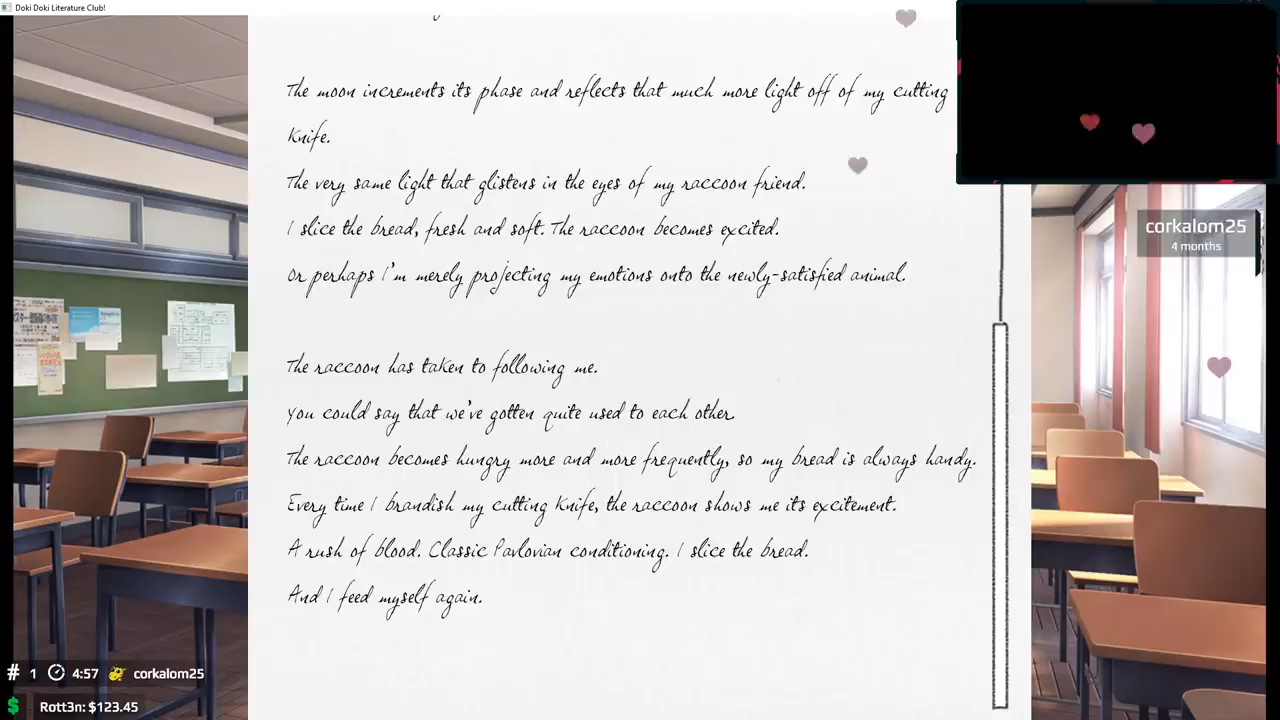 Doki Doki Literature Club!
The moon increments its phase and reflects that much more light off of my cutting
knife.
The very same light that glistens in the eyes of my raccoon friend.
I slice the bread, fresh and soft. The raccoon becomes excited.
Or perhaps I'm merely projecting my emotions onto the newly-satisfied animal.
The raccoon has taken to following me.
You could say that we've gotten quite used to each other
The raccoon becomes hungry more and more frequently, so my bread is always handy.
Every time I brandish my cutting knife, the raccoon shows me its excitement.
A rush of blood. Classic Pavlovian conditioning. I slice the bread.
And I feed myself again.
corkalom25
4 months
# 1 4:57 corkalom25
$ Rott3n: $123.45